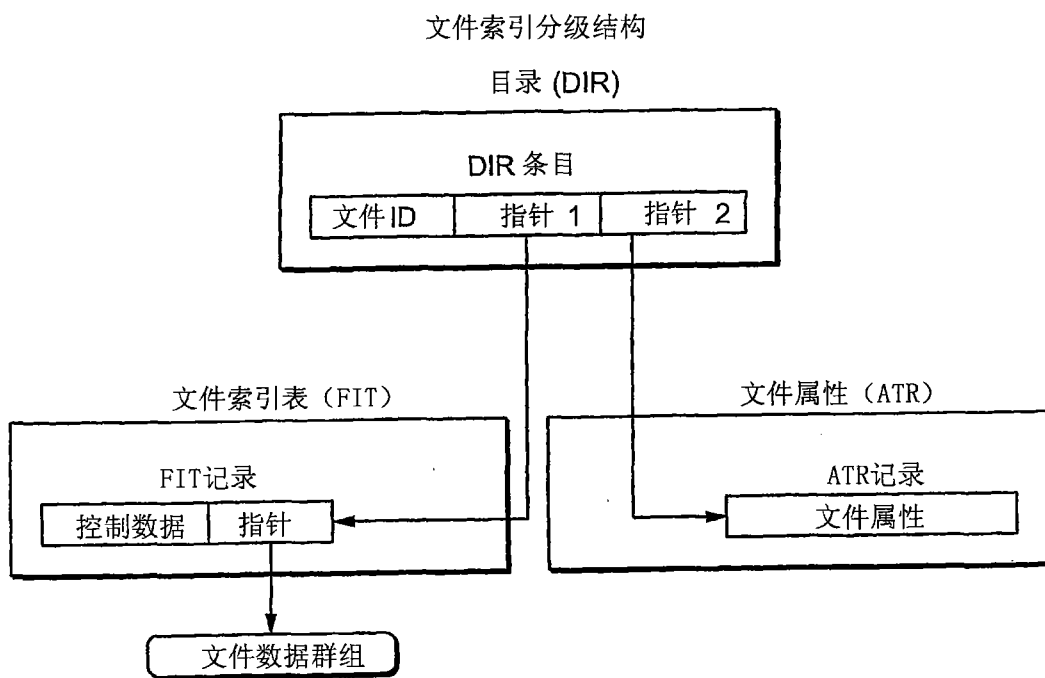 文件索引分级结构
目录 (DIR)
DIR 条目
文件ID 指针 1 指针 2
文件索引表（FIT） 文件属性（ATR）
FIT记录 ATR记录
控制数据 指针 文件属性
文件数据群组